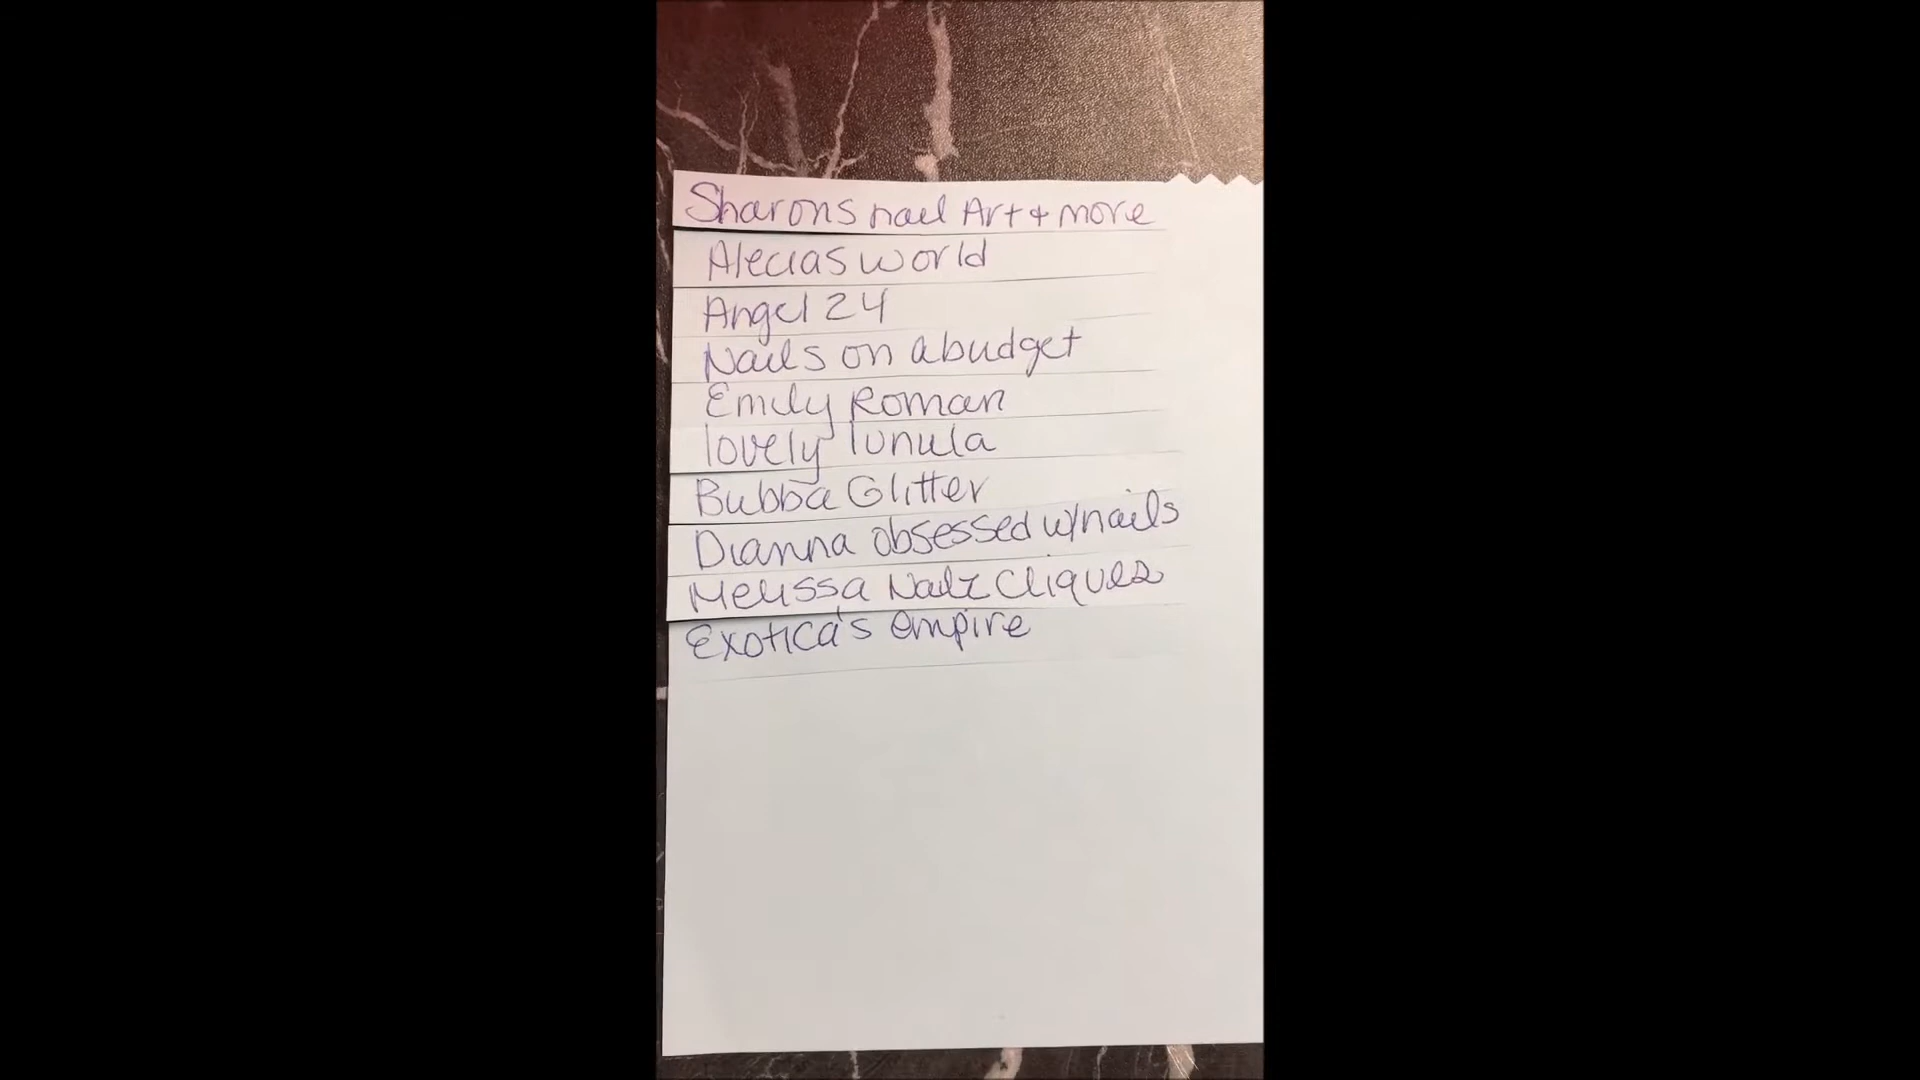 Sharons nail Art + more
Alecias world
Angel 24
Nails on a budget
Emily Roman
lovely lunula
Bubba Glitter
Dianna obsessed w/nails
Melissa Nailz Cliques
Exotica's empire